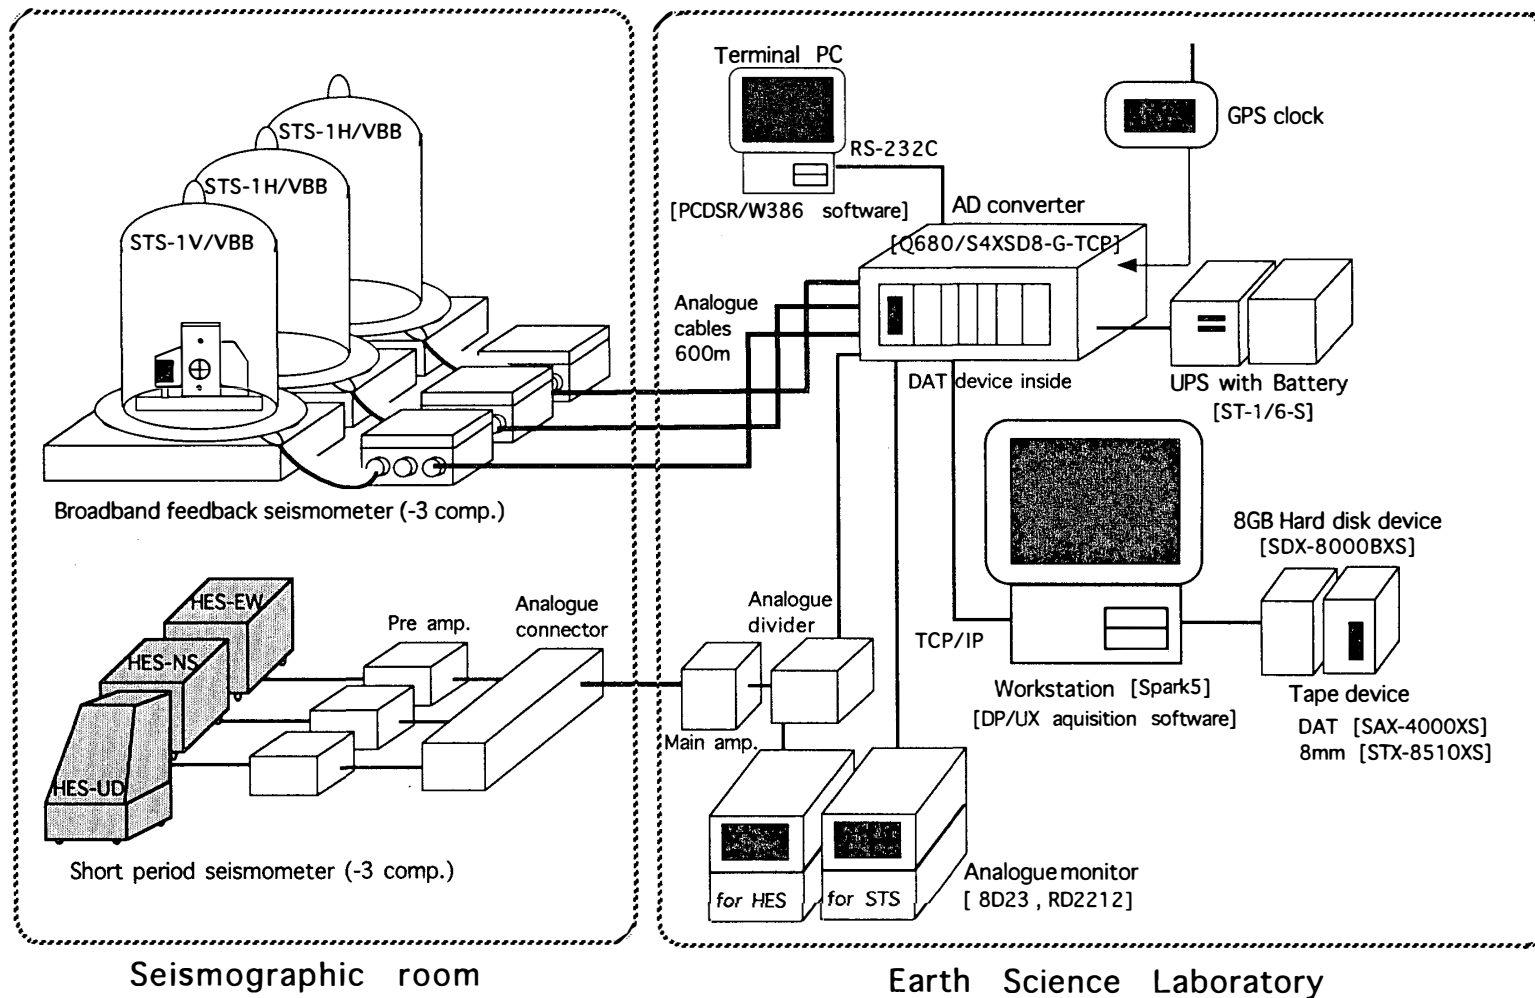 STS-1H/VBB
STS-1H/VBB
STS-1V/VBB
Broadband feedback seismometer (-3 comp.)
HES-EW
HES-NS
HES-UD
Pre amp.
Analogue
connector
Short period seismometer (-3 comp.)
Seismographic room
Terminal PC
RS-232C
[PCDSR/W386 software]
GPS clock
AD converter
[Q680/S4XSD8-G-TCP]
Analogue
cables
600m
DAT device inside
UPS with Battery
[ST-1/6-S]
8GB Hard disk device
[SDX-8000BXS]
Analogue
divider
TCP/IP
Main amp.
Workstation [Spark5]
[DP/UX aquisition software]
Tape device
DAT [SAX-4000XS]
8mm [STX-8510XS]
for HES
for STS
Analogue monitor
[ 8D23 , RD2212]
Earth Science Laboratory